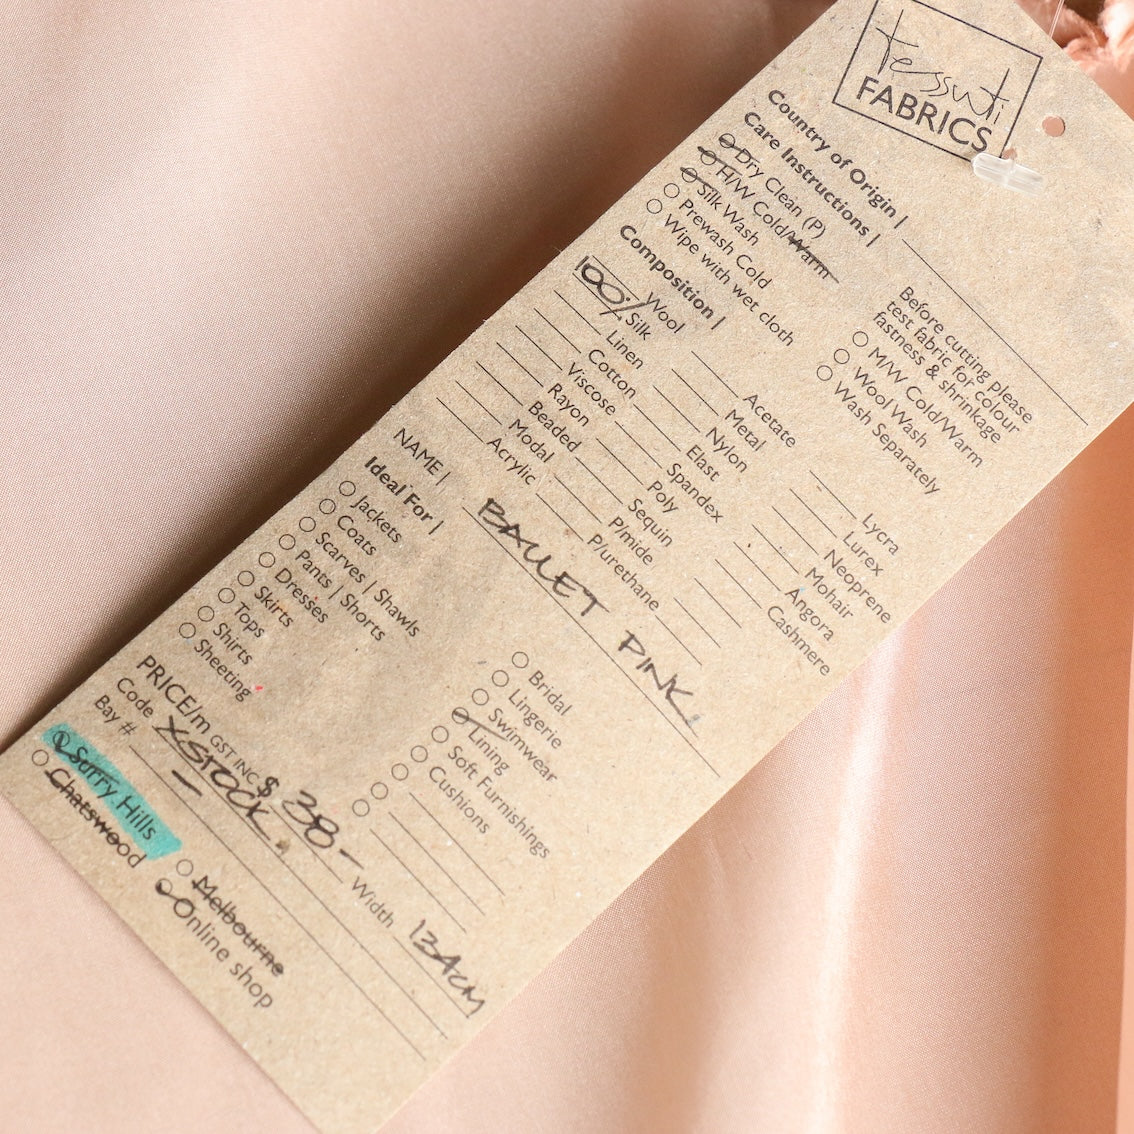 tessuti
FABRICS
Country of Origin |
Care Instructions |
Dry Clean (P)
H/W Cold/Warm
Silk Wash
Prewash Cold
Wipe with wet cloth
Before cutting please
test fabric for colour
fastness & shrinkage
M/W Cold/Warm
Wool Wash
Wash Separately
Composition |
Wool
100% Silk
Linen
Cotton
Viscose
Rayon
Beaded
Modal
Acrylic
Acetate
Metal
Nylon
Elast
Spandex
Poly
Sequin
P/mide
P/urethane
Lycra
Lurex
Neoprene
Mohair
Angora
Cashmere
NAME | BALLET PINK
Ideal For |
Jackets
Coats
Scarves | Shawls
Pants | Shorts
Dresses
Skirts
Tops
Shirts
Sheeting
Bridal
Lingerie
Swimwear
Lining
Soft Furnishings
Cushions
PRICE/m GST INC $ 38- Width 134cm
Code XSTOCK.
Bay #
Surry Hills
Chatswood
Melbourne
Online shop